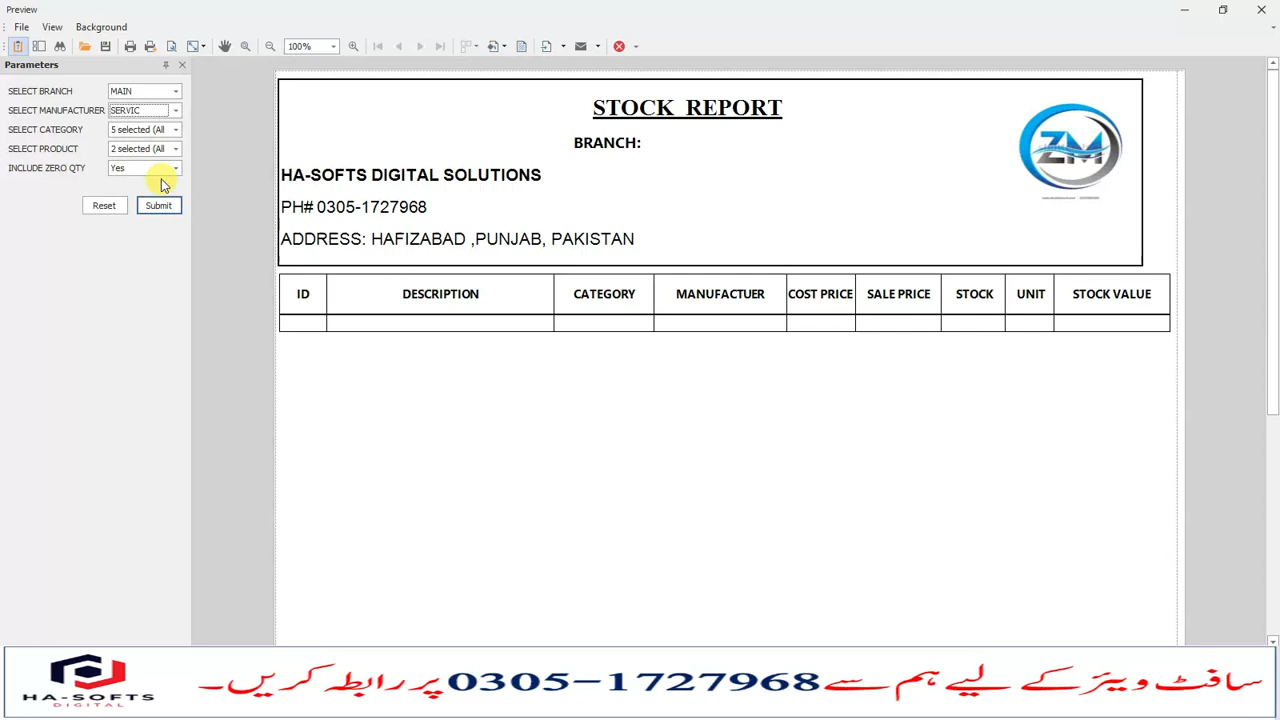 Preview
File View Background
100%
Parameters
SELECT BRANCH MAIN
SELECT MANUFACTURER SERVIC
SELECT CATEGORY 5 selected (All
SELECT PRODUCT 2 selected (All
INCLUDE ZERO QTY Yes
Reset Submit
STOCK REPORT
BRANCH:
HA-SOFTS DIGITAL SOLUTIONS
PH# 0305-1727968
ADDRESS: HAFIZABAD ,PUNJAB, PAKISTAN
ZM
ID DESCRIPTION CATEGORY MANUFACTUER COST PRICE SALE PRICE STOCK UNIT STOCK VALUE
HA-SOFTS
DIGITAL
سافٹ ویئر کے لیے ہم سے 0305-1727968 پر رابطہ کریں۔